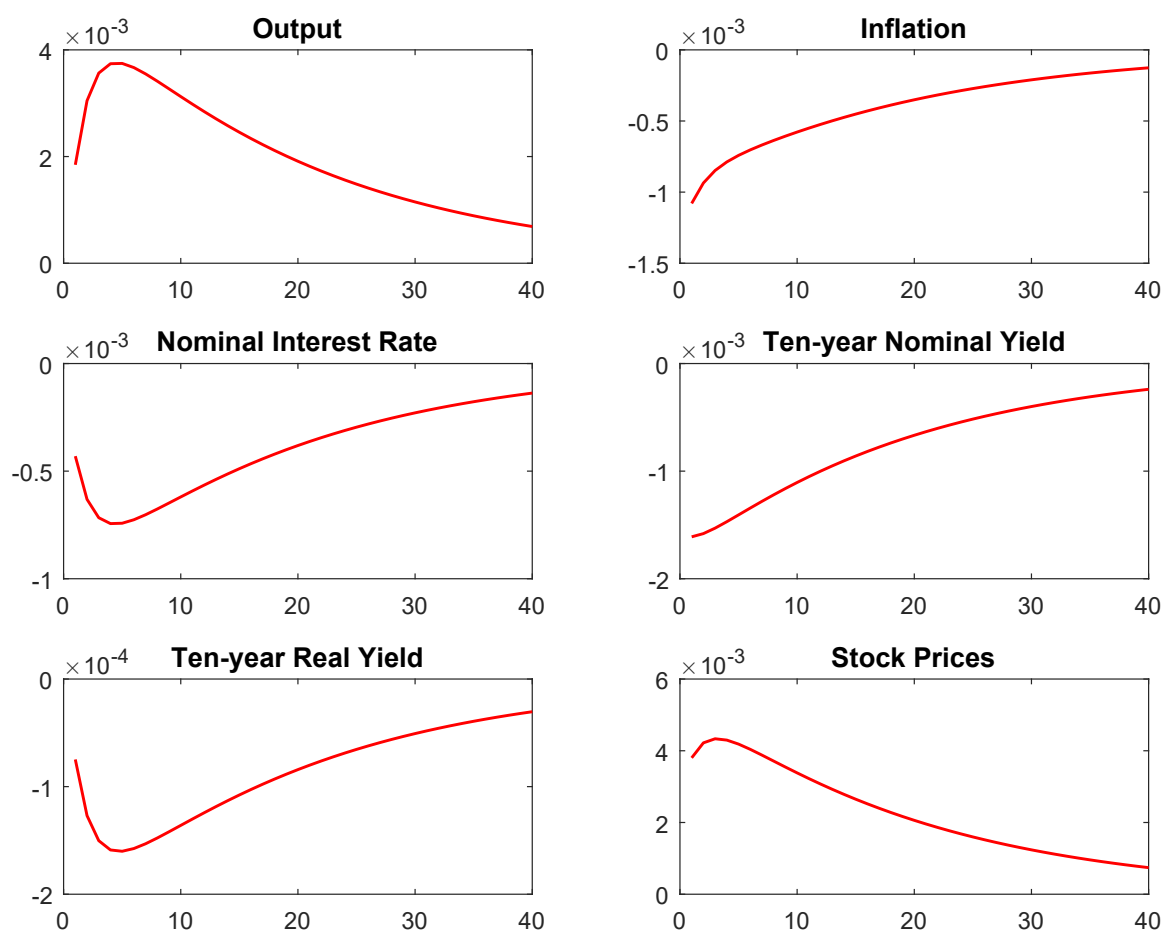 Output
×10⁻³
4
2
0
0 10 20 30 40
Inflation
×10⁻³
0
-0.5
-1
-1.5
0 10 20 30 40
Nominal Interest Rate
×10⁻³
0
-0.5
-1
0 10 20 30 40
Ten-year Nominal Yield
×10⁻³
0
-1
-2
0 10 20 30 40
Ten-year Real Yield
×10⁻⁴
0
-1
-2
0 10 20 30 40
Stock Prices
×10⁻³
6
4
2
0
0 10 20 30 40